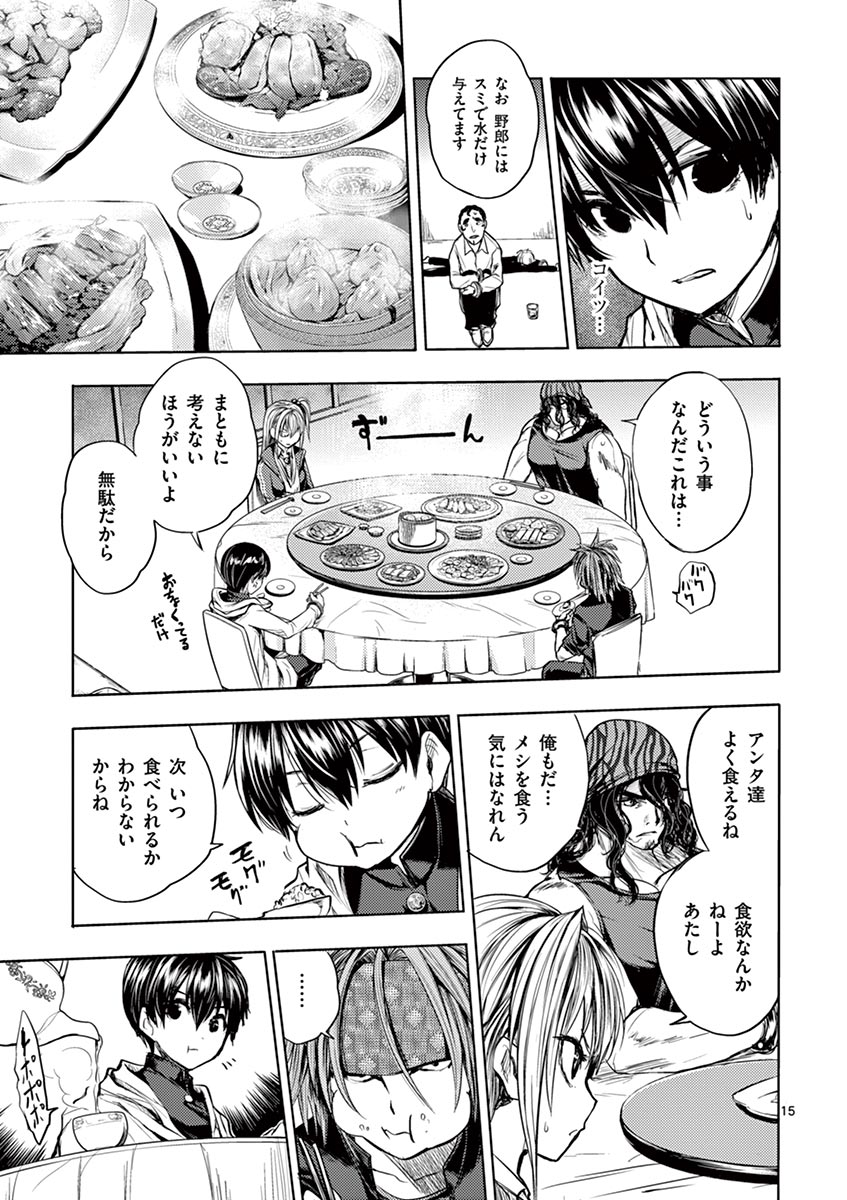 コイツ…
なお 野郎には
スミで水だけ
与えてます
どういう事
なんだこれは…
ずーーん
バク
バク
まともに
考えない
ほうがいいよ
無駄だから
おちょくってる
だけ
アンタ達
よく食えるね
食欲なんか
ねーよ
あたし
俺もだ…
メシを食う
気にはなれん
次 いつ
食べられるか
わからない
からね
モグ
モグ
……
トポポポ
15